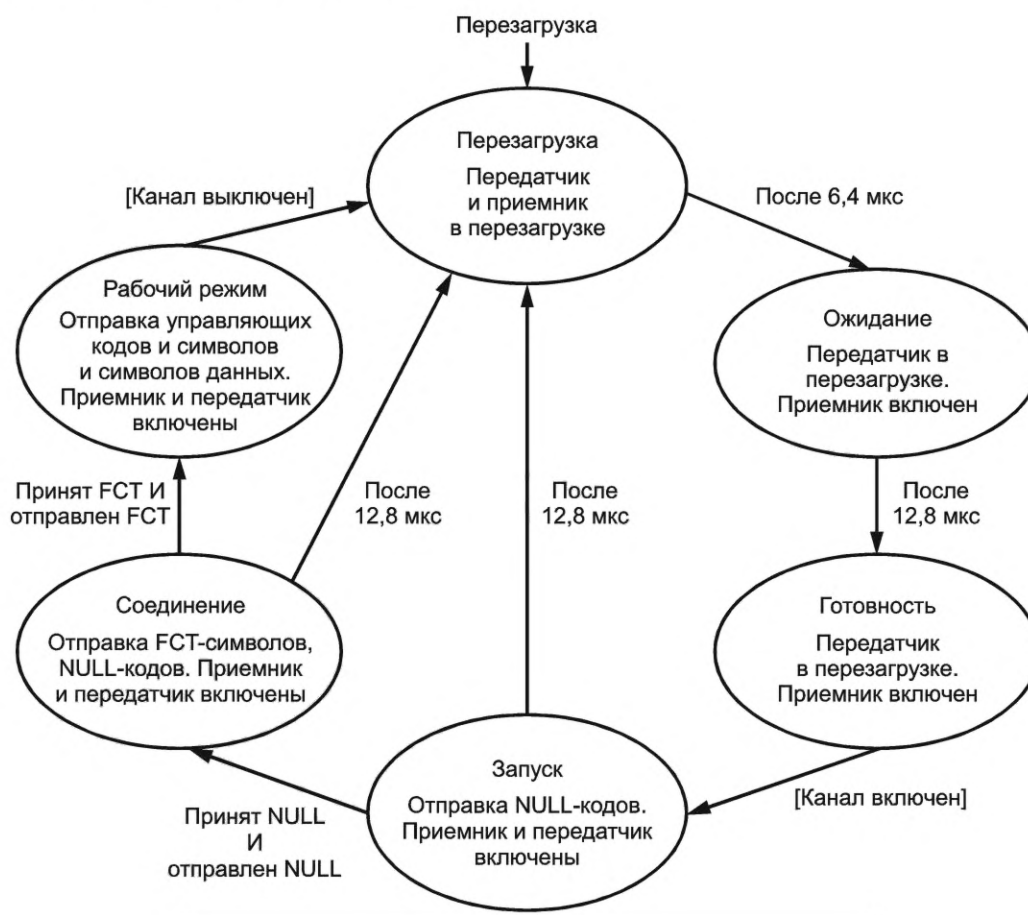 Перезагрузка
Перезагрузка
Передатчик
и приемник
в перезагрузке
[Канал выключен]
После 6,4 мкс
Рабочий режим
Отправка управляющих
кодов и символов
и символов данных.
Приемник и передатчик
включены
Ожидание
Передатчик в
перезагрузке.
Приемник включен
Принят FCT И
отправлен FCT
После
12,8 мкс
После
12,8 мкс
После
12,8 мкс
Соединение
Отправка FCT-символов,
NULL-кодов. Приемник
и передатчик включены
Готовность
Передатчик
в перезагрузке.
Приемник включен
Запуск
Отправка NULL-кодов.
Приемник и передатчик
включены
[Канал включен]
Принят NULL
И
отправлен NULL